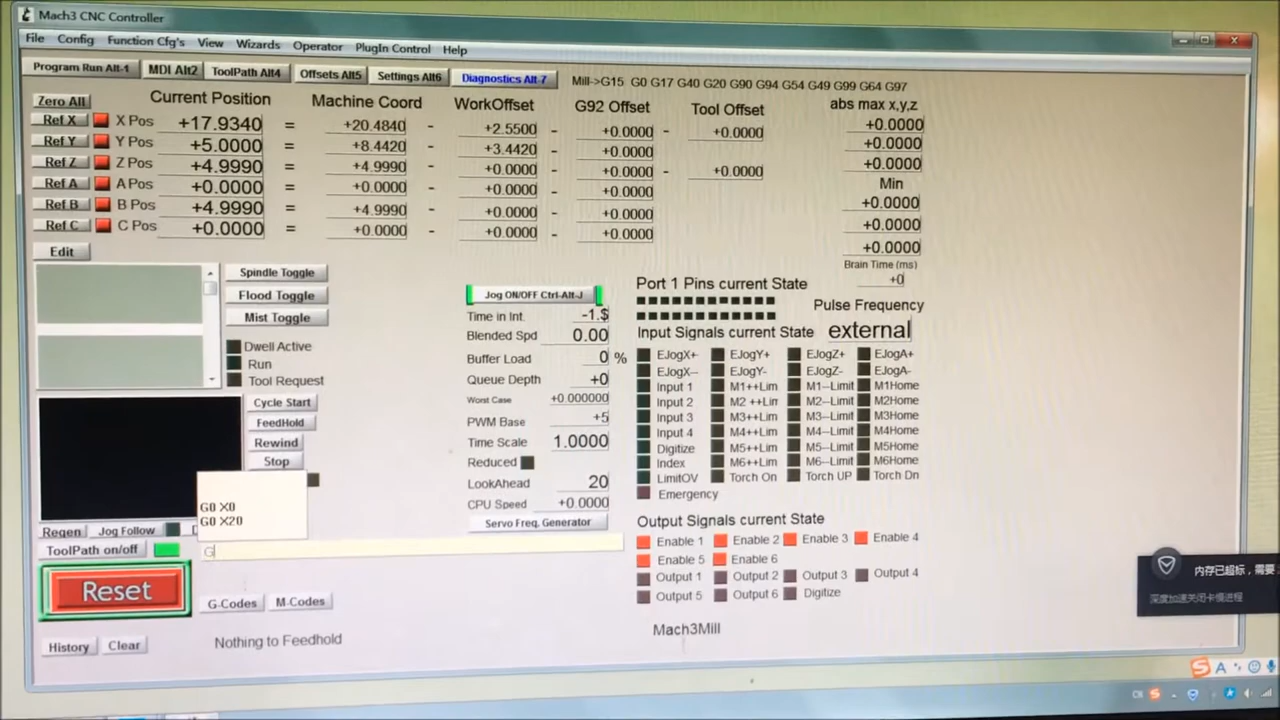 Mach3 CNC Controller
File Config Function Cfg's View Wizards Operator PlugIn Control Help
Program Run Alt-1 MDI Alt2 ToolPath Alt4 Offsets Alt5 Settings Alt6 Diagnostics Alt-7 Mill->G15 G0 G17 G40 G20 G90 G94 G54 G49 G99 G64 G97
Zero All Current Position Machine Coord WorkOffset G92 Offset Tool Offset abs max x,y,z
Ref X X Pos +17.9340 = +20.4840 - +2.5500 - +0.0000 - +0.0000 +0.0000
Ref Y Y Pos +5.0000 = +8.4420 - +3.4420 - +0.0000 +0.0000
Ref Z Z Pos +4.9990 = +4.9990 - +0.0000 - +0.0000 - +0.0000 +0.0000
Ref A A Pos +0.0000 = +0.0000 - +0.0000 - +0.0000 Min
Ref B B Pos +4.9990 = +4.9990 - +0.0000 - +0.0000 +0.0000
Ref C C Pos +0.0000 = +0.0000 - +0.0000 - +0.0000 +0.0000
+0.0000
Edit
Brain Time (ms)
+0
Spindle Toggle
Flood Toggle
Mist Toggle
Dwell Active
Run
Tool Request
Cycle Start
FeedHold
Rewind
Stop
G0 X0
G0 X20
Regen Jog Follow
ToolPath on/off
G
Reset
G-Codes M-Codes
History Clear
Nothing to Feedhold
Jog ON/OFF Ctrl-Alt-J
Time in Int. -1.$
Blended Spd 0.00
Buffer Load 0 %
Queue Depth +0
Worst Case +0.000000
PWM Base +5
Time Scale 1.0000
Reduced
LookAhead 20
CPU Speed +0.0000
Servo Freq. Generator
Port 1 Pins current State
Pulse Frequency
external
Input Signals current State
EJogX+ EJogY+ EJogZ+ EJogA+
EJogX-- EJogY-- EJogZ-- EJogA-
Input 1 M1++Lim M1--Limit M1Home
Input 2 M2 ++Lim M2--Limit M2Home
Input 3 M3++Lim M3--Limit M3Home
Input 4 M4++Lim M4--Limit M4Home
Digitize M5++Lim M5--Limit M5Home
Index M6++Lim M6--Limit M6Home
LimitOV Torch On Torch UP Torch Dn
Emergency
Output Signals current State
Enable 1 Enable 2 Enable 3 Enable 4
Enable 5 Enable 6
Output 1 Output 2 Output 3 Output 4
Output 5 Output 6 Digitize
Mach3Mill
内存已超标，需要
深度加速关闭卡慢进程
S A
CH S